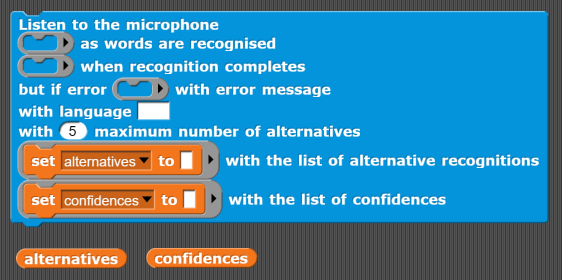 Listen to the microphone
as words are recognised
when recognition completes
but if error with error message
with language
with 5 maximum number of alternatives
set alternatives to with the list of alternative recognitions
set confidences to with the list of confidences
alternatives confidences